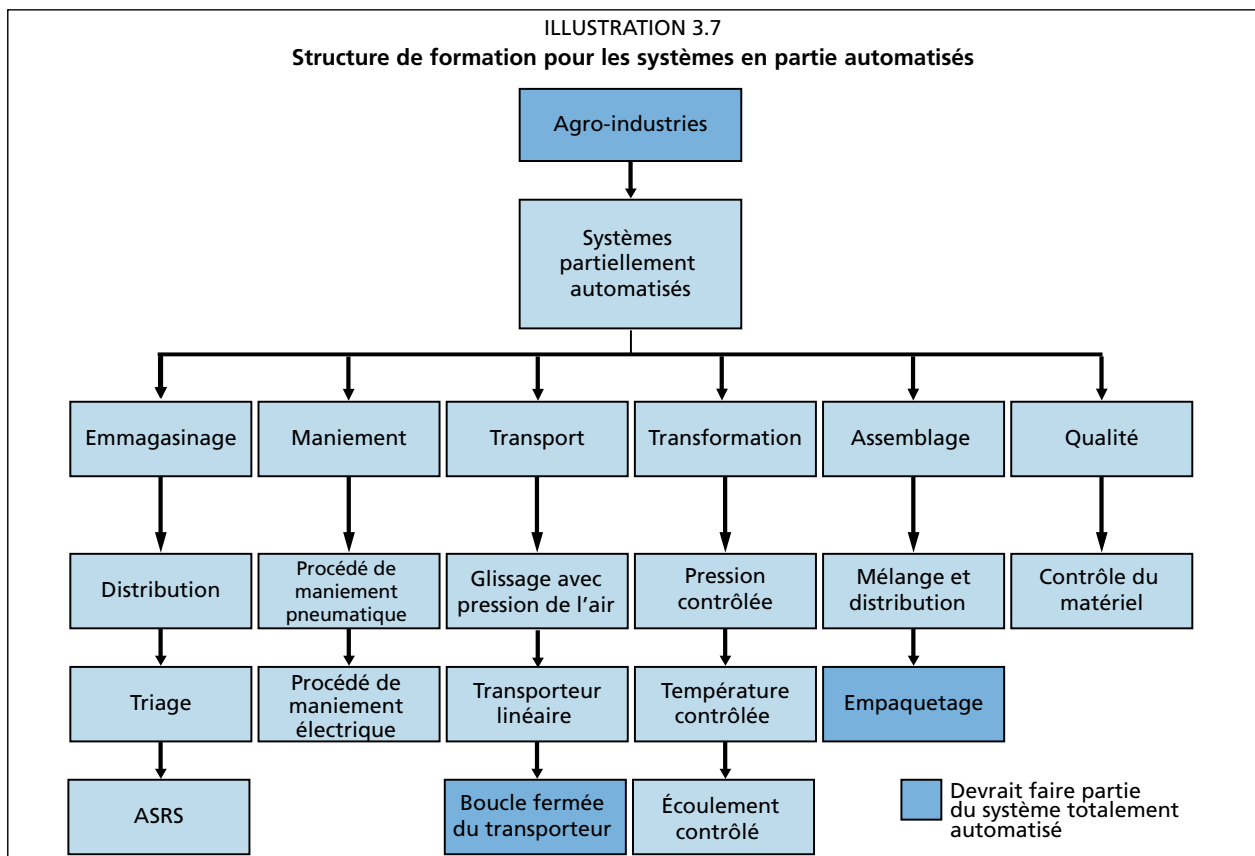 ILLUSTRATION 3.7
Structure de formation pour les systèmes en partie automatisés
Agro-industries
Systèmes
partiellement
automatisés
Emmagasinage
Maniement
Transport
Transformation
Assemblage
Qualité
Distribution
Procédé de
maniement
pneumatique
Glissage avec
pression de l'air
Pression
contrôlée
Mélange et
distribution
Contrôle du
matériel
Triage
Procédé de
maniement
électrique
Transporteur
linéaire
Température
contrôlée
Empaquetage
ASRS
Boucle fermée
du transporteur
Écoulement
contrôlé
Devrait faire partie
du système totalement
automatisé